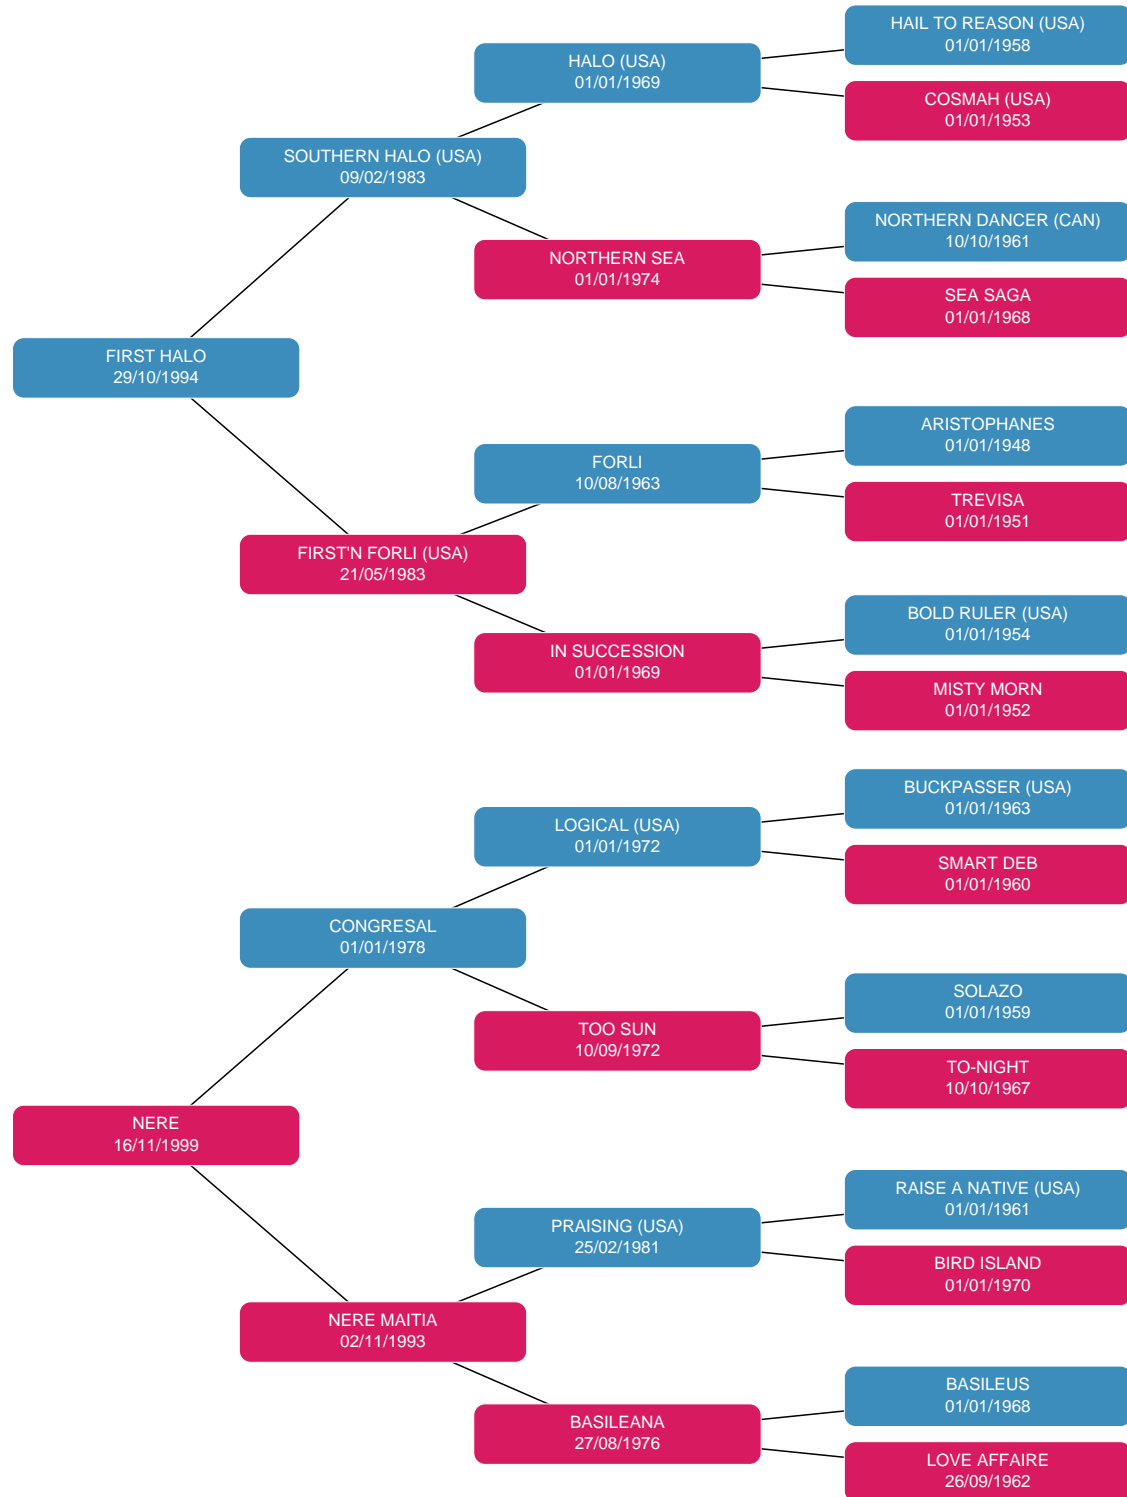 HAIL TO REASON (USA)
01/01/1958
HALO (USA)
01/01/1969
COSMAH (USA)
01/01/1953
SOUTHERN HALO (USA)
09/02/1983
NORTHERN DANCER (CAN)
10/10/1961
NORTHERN SEA
01/01/1974
SEA SAGA
01/01/1968
FIRST HALO
29/10/1994
ARISTOPHANES
01/01/1948
FORLI
10/08/1963
TREVISA
01/01/1951
FIRST'N FORLI (USA)
21/05/1983
BOLD RULER (USA)
01/01/1954
IN SUCCESSION
01/01/1969
MISTY MORN
01/01/1952
BUCKPASSER (USA)
01/01/1963
LOGICAL (USA)
01/01/1972
SMART DEB
01/01/1960
CONGRESAL
01/01/1978
SOLAZO
01/01/1959
TOO SUN
10/09/1972
TO-NIGHT
10/10/1967
NERE
16/11/1999
RAISE A NATIVE (USA)
01/01/1961
PRAISING (USA)
25/02/1981
BIRD ISLAND
01/01/1970
NERE MAITIA
02/11/1993
BASILEUS
01/01/1968
BASILEANA
27/08/1976
LOVE AFFAIRE
26/09/1962